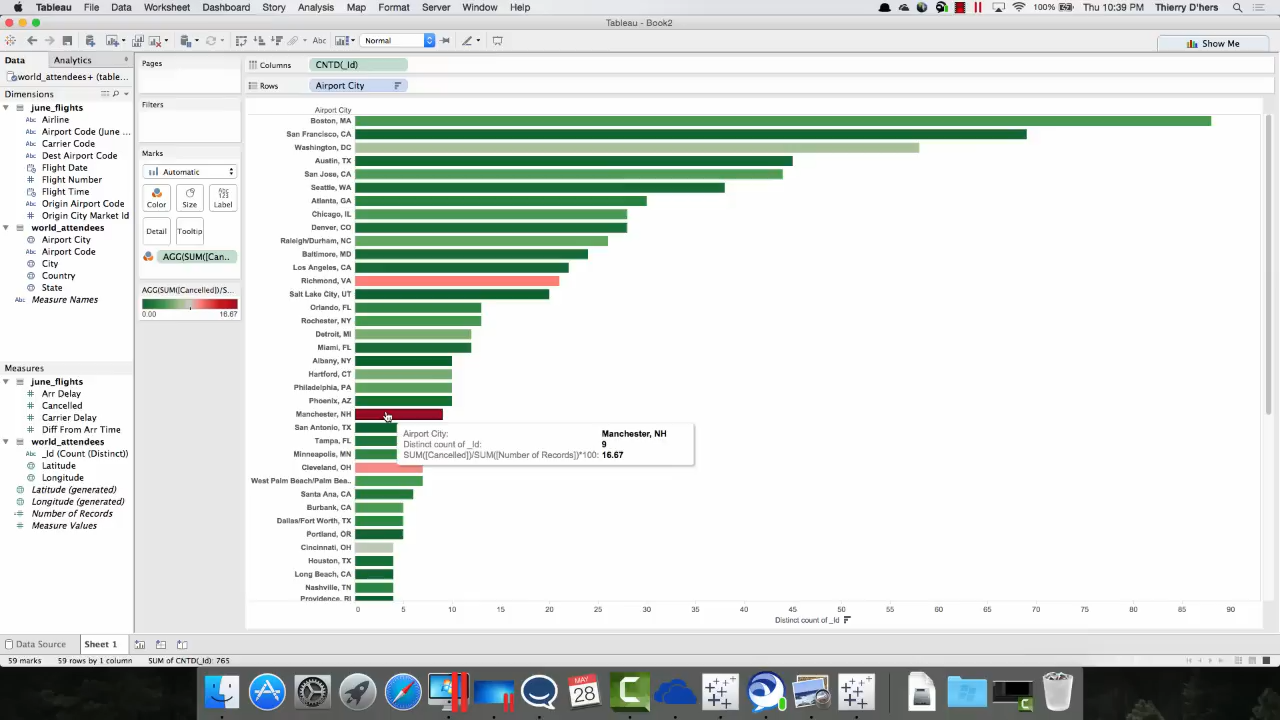 Tableau File Data Worksheet Dashboard Story Analysis Map Format Server Window Help 100% Thu 10:39 PM Thierry D'hers
Tableau - Book2
Abc Normal Show Me
Data Analytics
world_attendees+ (table...
Dimensions
june_flights
Abc Airline
Abc Airport Code (June ...
Abc Carrier Code
Abc Dest Airport Code
Flight Date
# Flight Number
Flight Time
Abc Origin Airport Code
# Origin City Market Id
world_attendees
Airport City
Abc Airport Code
City
Country
State
Abc Measure Names
Measures
june_flights
# Arr Delay
# Cancelled
# Carrier Delay
# Diff From Arr Time
world_attendees
# _Id (Count (Distinct))
Latitude
Longitude
Latitude (generated)
Longitude (generated)
Number of Records
# Measure Values
Pages
Filters
Marks
Automatic
Color Size Label
Abc
123
Detail Tooltip
AGG(SUM([Can..
AGG(SUM([Cancelled])/S...
0.00 16.67
Columns CNTD(_Id)
Rows Airport City
Airport City
Boston, MA
San Francisco, CA
Washington, DC
Austin, TX
San Jose, CA
Seattle, WA
Atlanta, GA
Chicago, IL
Denver, CO
Raleigh/Durham, NC
Baltimore, MD
Los Angeles, CA
Richmond, VA
Salt Lake City, UT
Orlando, FL
Rochester, NY
Detroit, MI
Miami, FL
Albany, NY
Hartford, CT
Philadelphia, PA
Phoenix, AZ
Manchester, NH
San Antonio, TX
Tampa, FL
Minneapolis, MN
Cleveland, OH
West Palm Beach/Palm Bea..
Santa Ana, CA
Burbank, CA
Dallas/Fort Worth, TX
Portland, OR
Cincinnati, OH
Houston, TX
Long Beach, CA
Nashville, TN
Providence, RI
Airport City: Manchester, NH
Distinct count of _Id: 9
SUM([Cancelled])/SUM([Number of Records])*100: 16.67
0 5 10 15 20 25 30 35 40 45 50 55 60 65 70 75 80 85 90
Distinct count of _Id
Data Source Sheet 1
59 marks 59 rows by 1 column SUM of CNTD(_Id): 765
MAY
28